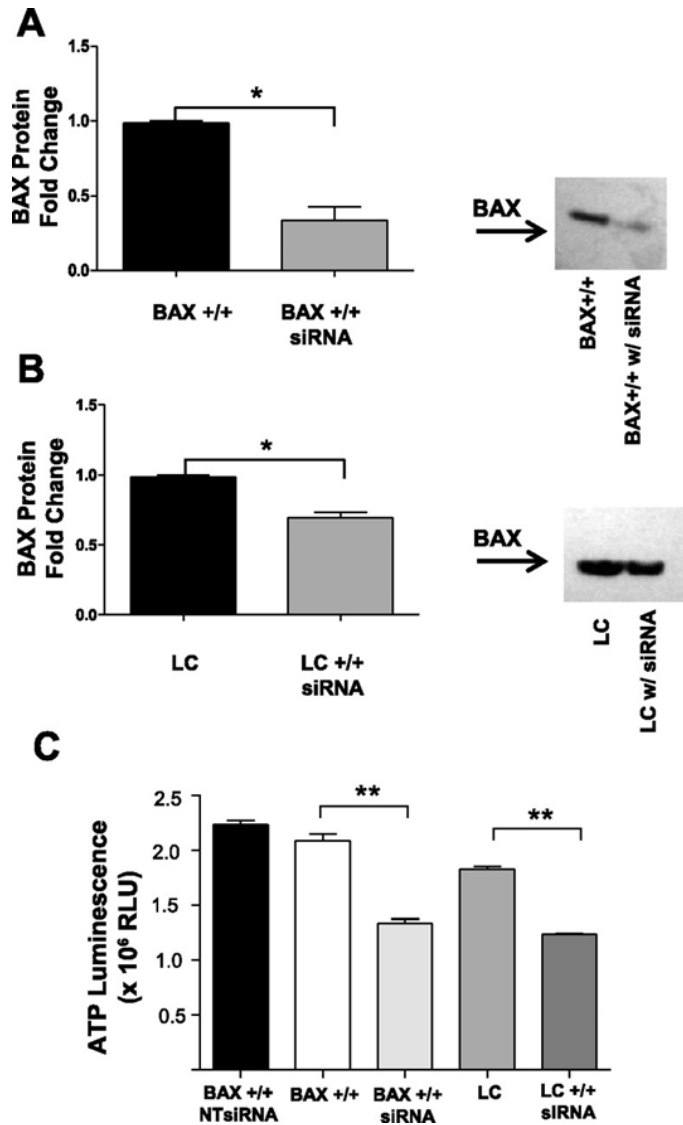 A
BAX Protein
Fold Change
1.5
1.0
0.5
0.0
*
BAX +/+
BAX +/+
siRNA
BAX
BAX+/+
BAX+/+ w/ siRNA
B
BAX Protein
Fold Change
1.5
1.0
0.5
0.0
*
LC
LC +/+
siRNA
BAX
LC
LC w/ siRNA
C
ATP Luminescence
(x 10⁶ RLU)
2.5
2.0
1.5
1.0
0.5
**
**
BAX +/+
NTsiRNA
BAX +/+
BAX +/+
siRNA
LC
LC +/+
siRNA